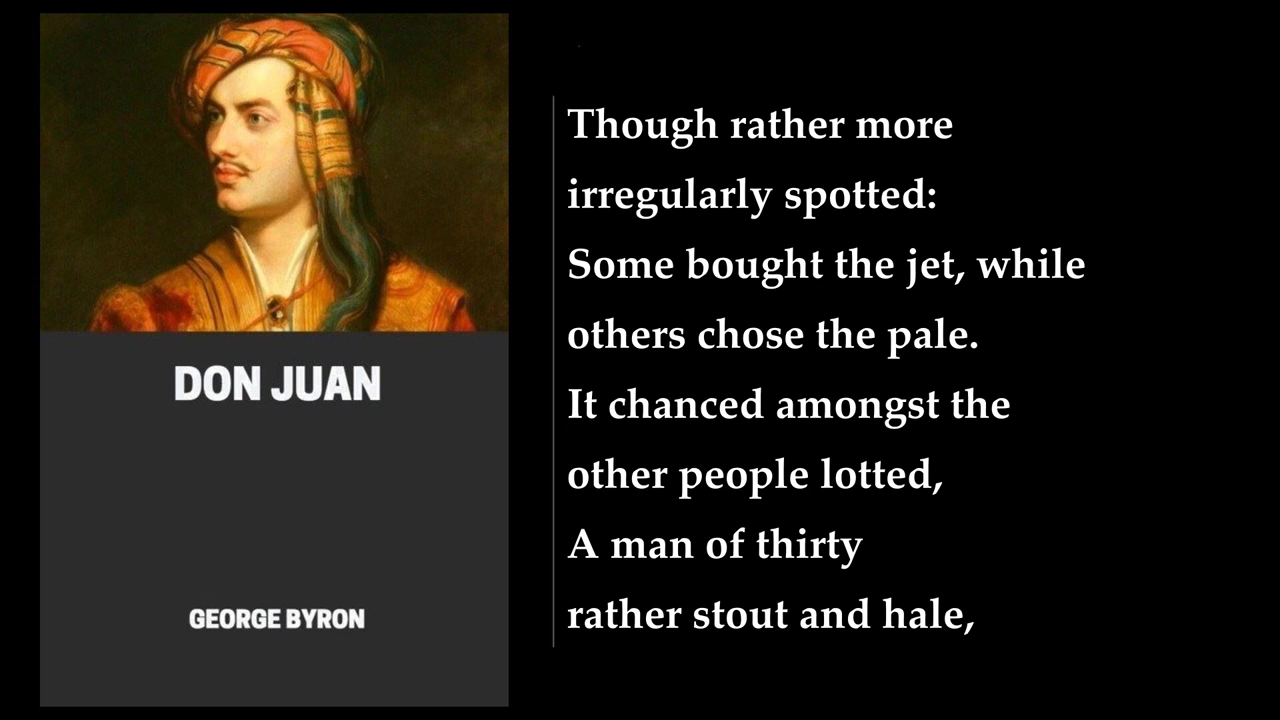 DON JUAN
GEORGE BYRON
Though rather more
irregularly spotted:
Some bought the jet, while
others chose the pale.
It chanced amongst the
other people lotted,
A man of thirty
rather stout and hale,